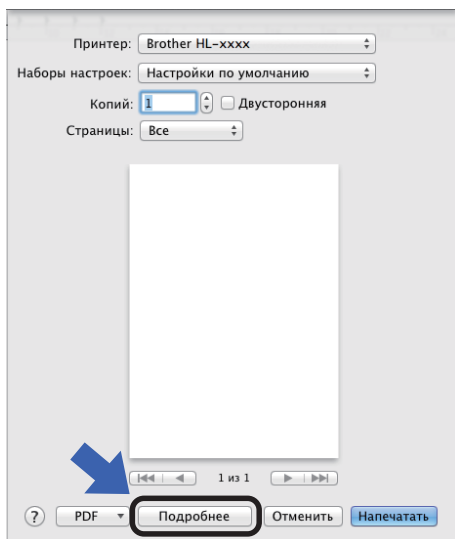 Принтер: Brother HL-xxxx
Наборы настроек: Настройки по умолчанию
Копий: 1 Двусторонняя
Страницы: Все
1 из 1
? PDF Подробнее Отменить Напечатать